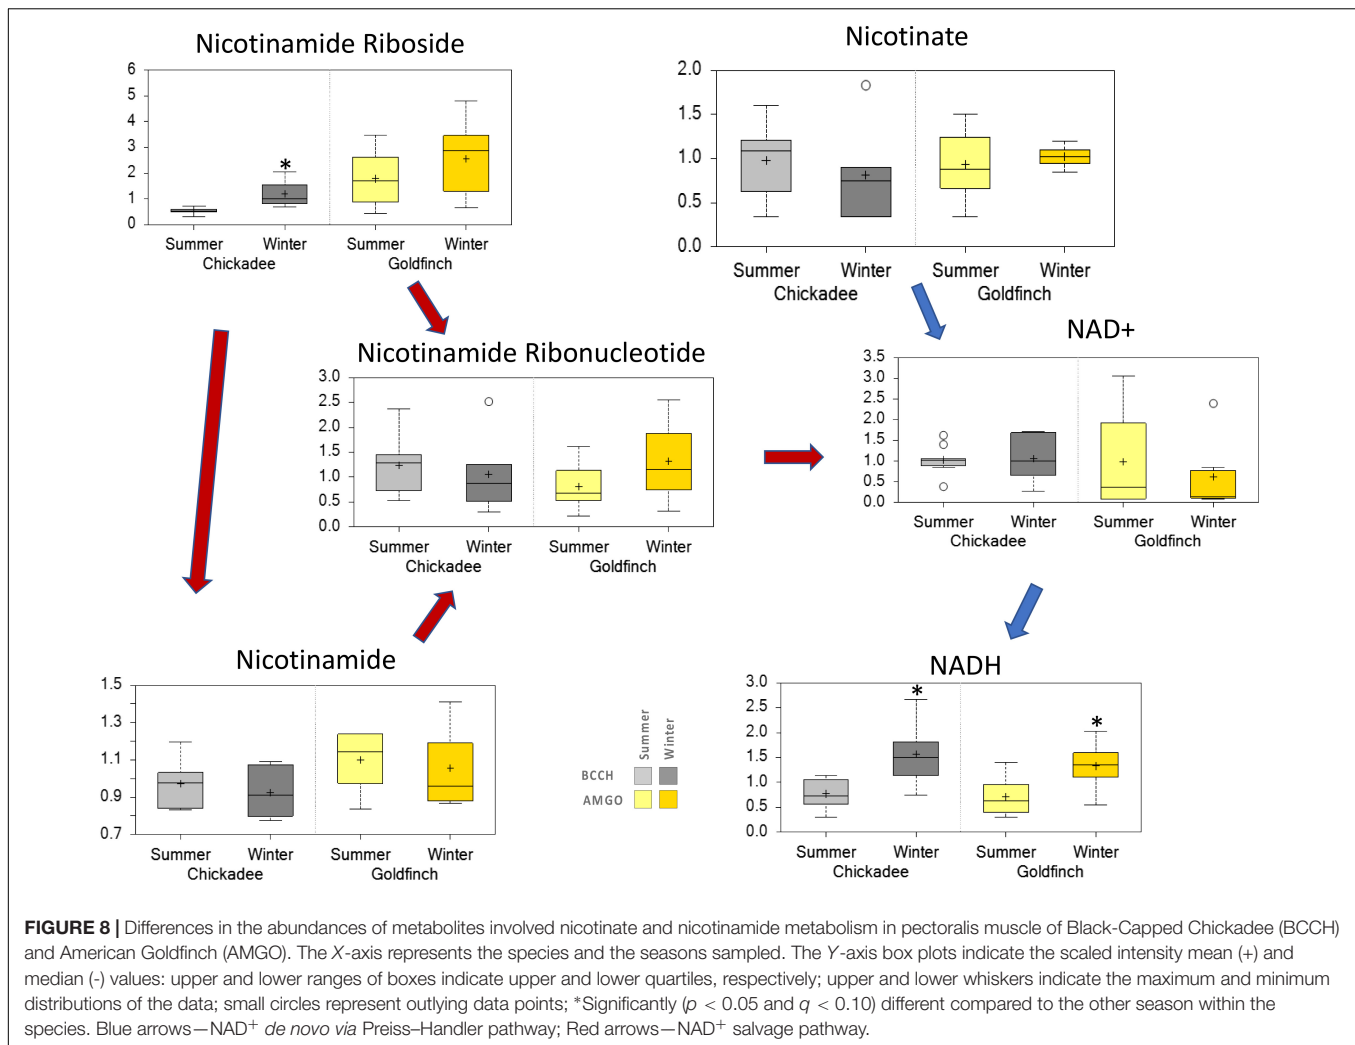 Nicotinamide Riboside
6
5
4
3
2
1
0
*
Summer Winter Summer Winter
Chickadee Goldfinch
Nicotinate
2.0
1.5
1.0
0.5
0.0
Summer Winter Summer Winter
Chickadee Goldfinch
Nicotinamide Ribonucleotide
3.0
2.5
2.0
1.5
1.0
0.5
0.0
Summer Winter Summer Winter
Chickadee Goldfinch
NAD+
3.5
3.0
2.5
2.0
1.5
1.0
0.5
0.0
Summer Winter Summer Winter
Chickadee Goldfinch
Nicotinamide
1.5
1.3
1.1
0.9
0.7
Summer Winter Summer Winter
Chickadee Goldfinch
Summer Winter
BCCH
AMGO
NADH
3.0
2.5
2.0
1.5
1.0
0.5
0.0
* *
Summer Winter Summer Winter
Chickadee Goldfinch
FIGURE 8 | Differences in the abundances of metabolites involved nicotinate and nicotinamide metabolism in pectoralis muscle of Black-Capped Chickadee (BCCH)
and American Goldfinch (AMGO). The X-axis represents the species and the seasons sampled. The Y-axis box plots indicate the scaled intensity mean (+) and
median (-) values: upper and lower ranges of boxes indicate upper and lower quartiles, respectively; upper and lower whiskers indicate the maximum and minimum
distributions of the data; small circles represent outlying data points; *Significantly (p < 0.05 and q < 0.10) different compared to the other season within the
species. Blue arrows—NAD+ de novo via Preiss–Handler pathway; Red arrows—NAD+ salvage pathway.